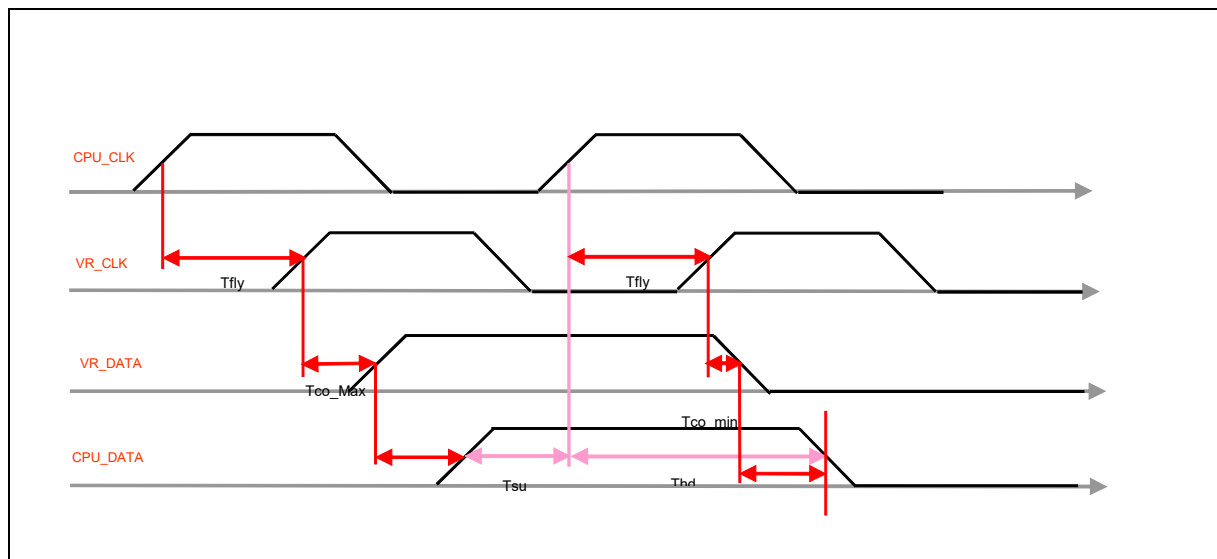 CPU_CLK
Tfly
Tfly
VR_CLK
VR_DATA
Tco_Max
Tco_min
CPU_DATA
Tsu
Thd